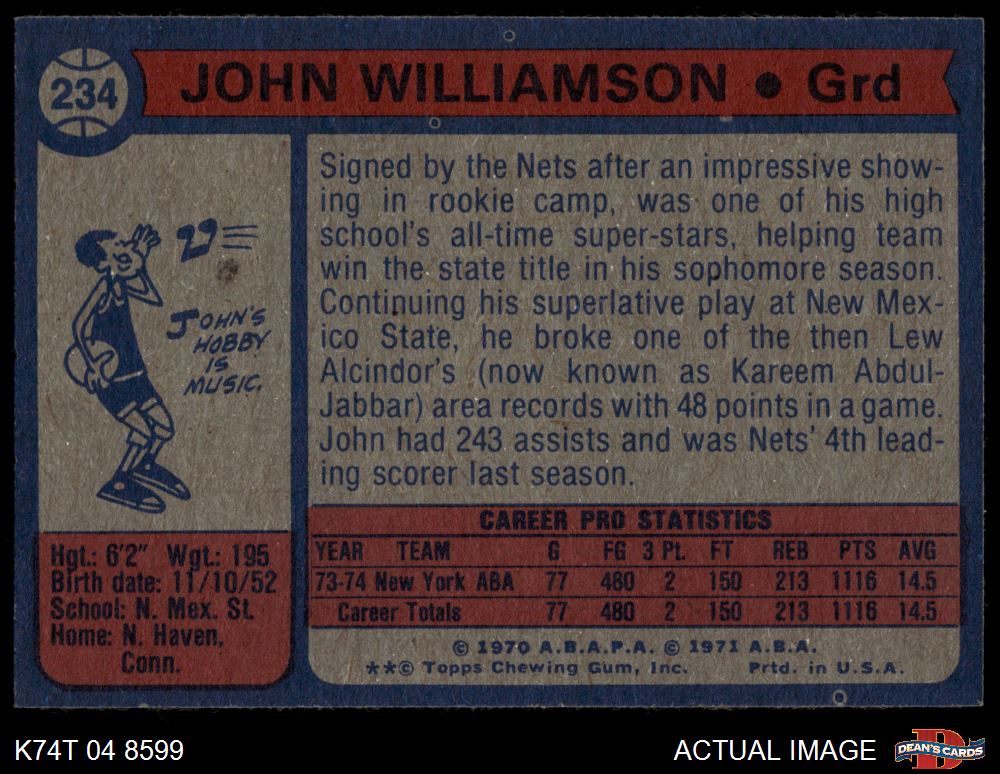 234
JOHN WILLIAMSON ● Grd
JOHN'S
HOBBY
IS
MUSIC.
Hgt.: 6'2" Wgt.: 195
Birth date: 11/10/52
School: N. Mex. St.
Home: N. Haven,
Conn.
Signed by the Nets after an impressive show-
ing in rookie camp, was one of his high
school's all-time super-stars, helping team
win the state title in his sophomore season.
Continuing his superlative play at New Mex-
ico State, he broke one of the then Lew
Alcindor's (now known as Kareem Abdul-
Jabbar) area records with 48 points in a game.
John had 243 assists and was Nets' 4th lead-
ing scorer last season.
CAREER PRO STATISTICS
YEAR TEAM G FG 3 Pt. FT REB PTS AVG
73-74 New York ABA 77 480 2 150 213 1116 14.5
Career Totals 77 480 2 150 213 1116 14.5
© 1970 A.B.A.P.A. © 1971 A.B.A.
**© Topps Chewing Gum, Inc. Prtd. in U.S.A.
K74T 04 8599
ACTUAL IMAGE
DEAN'S CARDS